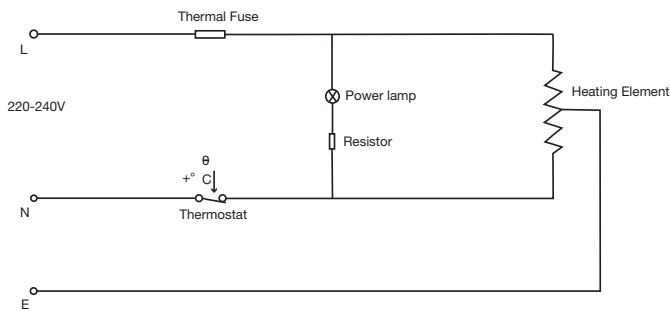 Thermal Fuse
L
Power lamp
Heating Element
220-240V
Resistor
θ
+° C
Thermostat
N
E